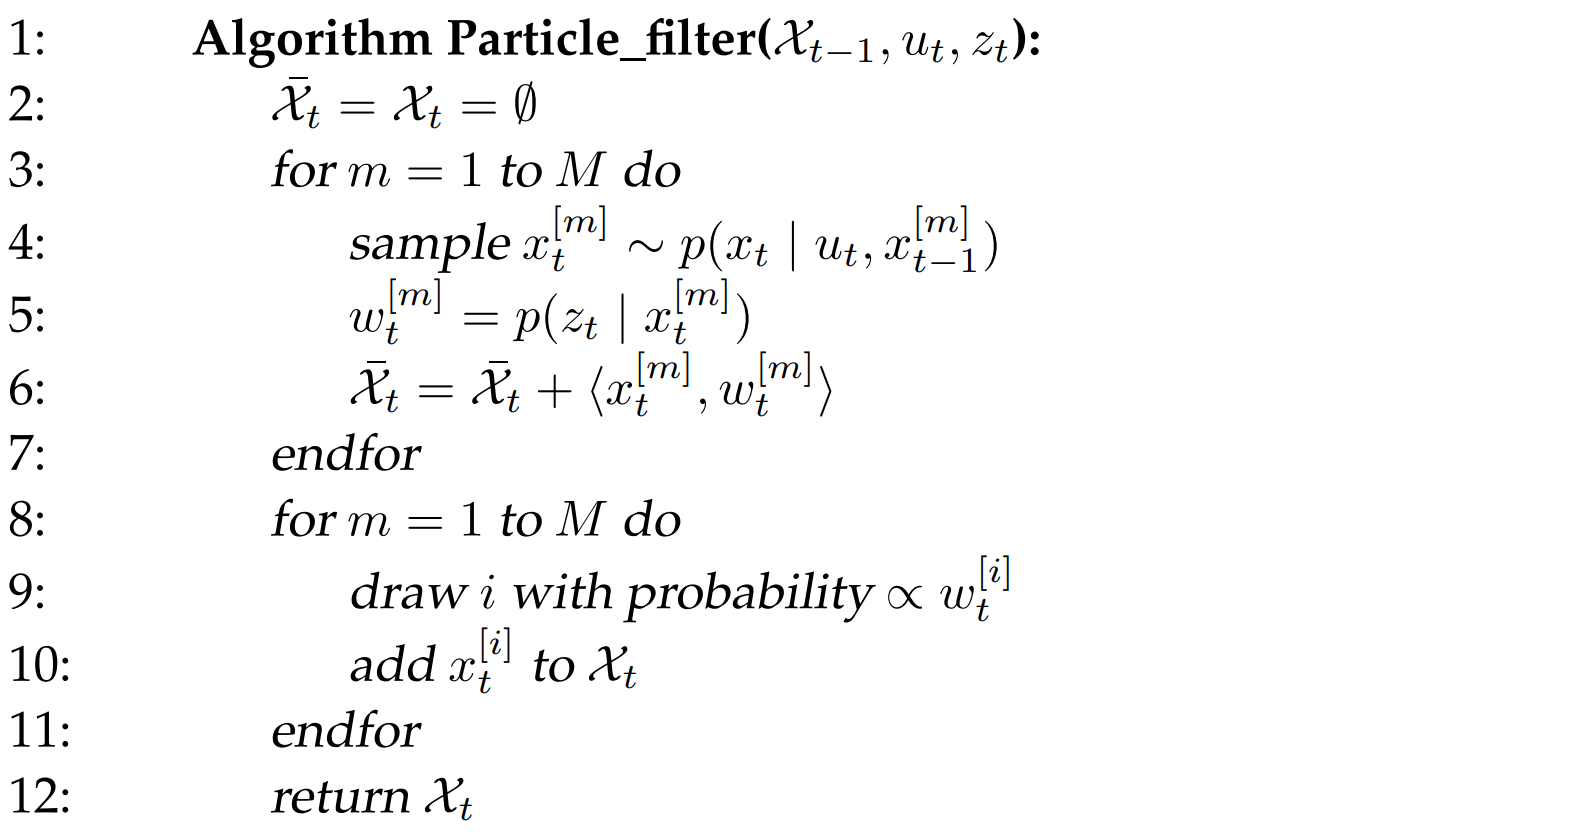 1: Algorithm Particle_filter(𝒳_{t−1}, u_t, z_t):
2: 𝒳̄_t = 𝒳_t = ∅
3: for m = 1 to M do
4: sample x_t^{[m]} ∼ p(x_t | u_t, x_{t−1}^{[m]})
5: w_t^{[m]} = p(z_t | x_t^{[m]})
6: 𝒳̄_t = 𝒳̄_t + ⟨x_t^{[m]}, w_t^{[m]}⟩
7: endfor
8: for m = 1 to M do
9: draw i with probability ∝ w_t^{[i]}
10: add x_t^{[i]} to 𝒳_t
11: endfor
12: return 𝒳_t